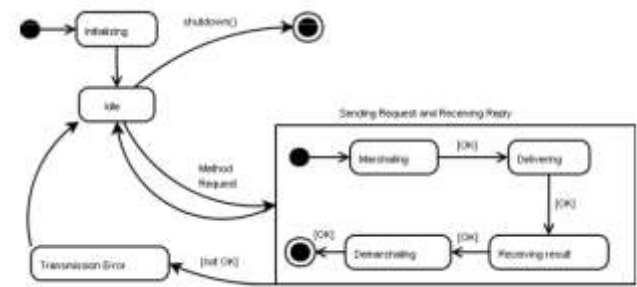 shutdown()
Initializing
Idle
Sending Request and Receiving Reply
Marshaling
[OK]
Delivering
Method
Request
[OK]
[OK]
Demarshaling
[OK]
Receiving result
Transmission Error
[Not OK]